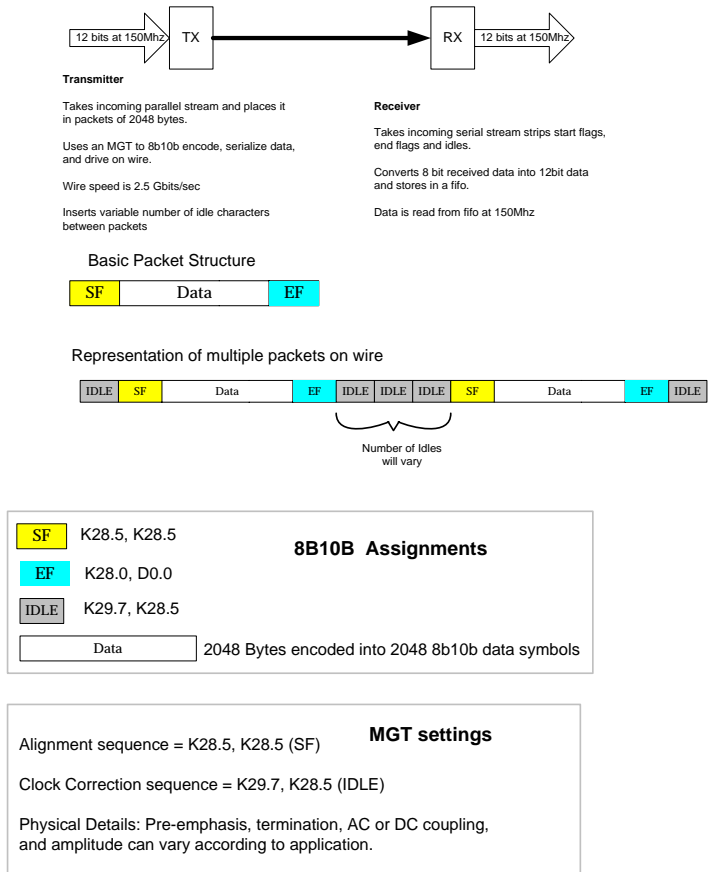 12 bits at 150Mhz
TX
RX
12 bits at 150Mhz
Transmitter
Takes incoming parallel stream and places it
in packets of 2048 bytes.
Uses an MGT to 8b10b encode, serialize data,
and drive on wire.
Wire speed is 2.5 Gbits/sec
Inserts variable number of idle characters
between packets
Receiver
Takes incoming serial stream strips start flags,
end flags and idles.
Converts 8 bit received data into 12bit data
and stores in a fifo.
Data is read from fifo at 150Mhz
Basic Packet Structure
SF Data EF
Representation of multiple packets on wire
IDLE SF Data EF IDLE IDLE IDLE SF Data EF IDLE
Number of Idles
will vary
8B10B Assignments
SF K28.5, K28.5
EF K28.0, D0.0
IDLE K29.7, K28.5
Data 2048 Bytes encoded into 2048 8b10b data symbols
MGT settings
Alignment sequence = K28.5, K28.5 (SF)
Clock Correction sequence = K29.7, K28.5 (IDLE)
Physical Details: Pre-emphasis, termination, AC or DC coupling,
and amplitude can vary according to application.